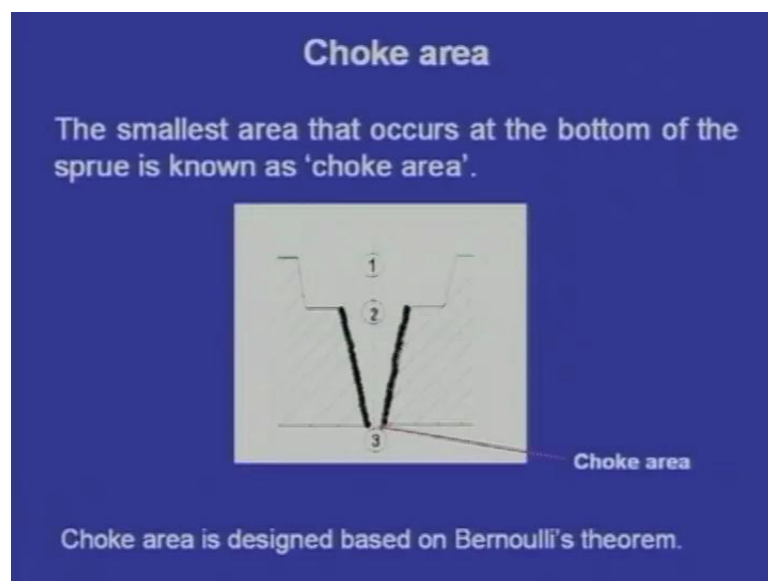 Choke area
The smallest area that occurs at the bottom of the
sprue is known as ‘choke area’.
1
2
3
Choke area
Choke area is designed based on Bernoulli’s theorem.